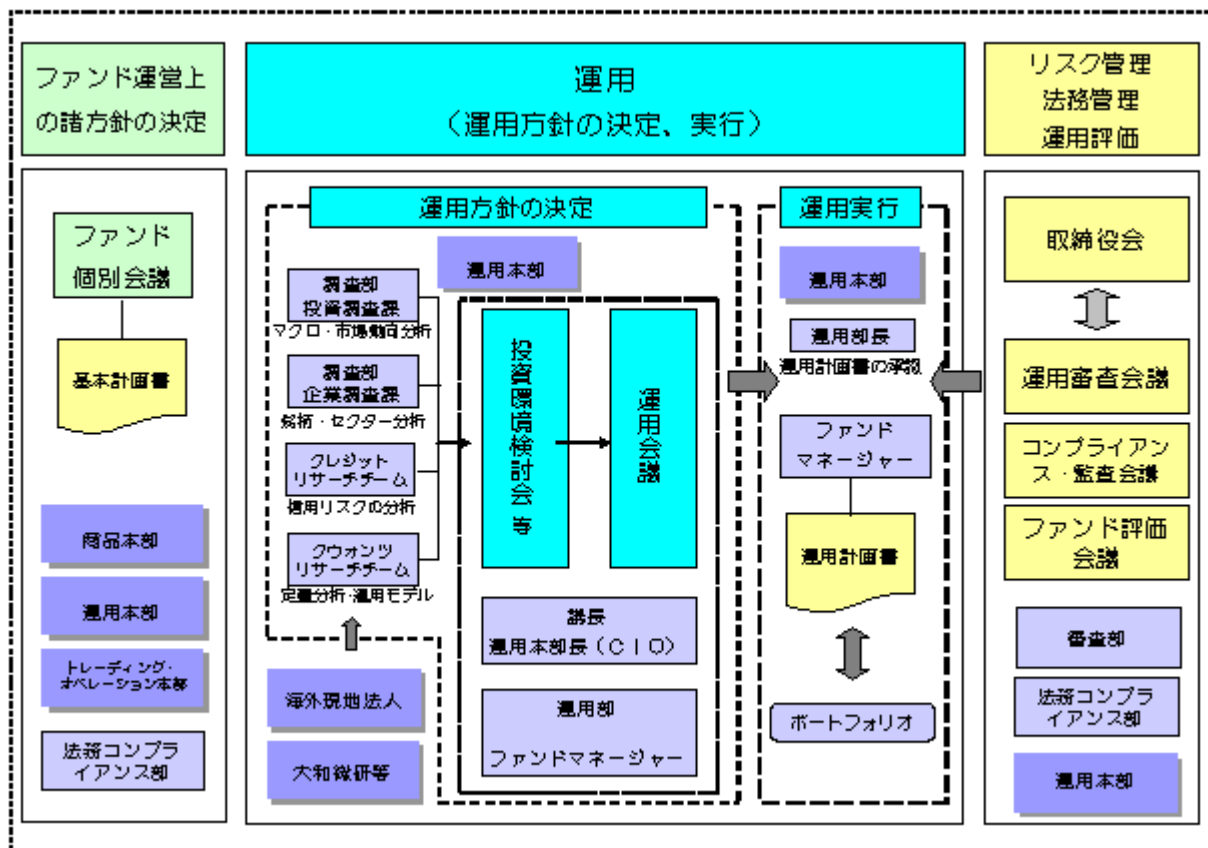 ファンド運営上
の諸方針の決定
運用
（運用方針の決定、実行）
リスク管理
法務管理
運用評価
ファンド
個別会議
基本計画書
商品本部
運用本部
トレーディング・
オペレーション本部
法務コンプラ
イアンス部
運用方針の決定
運用本部
調査部
投資調査課
マクロ・市場動向分析
調査部
企業調査課
銘柄・セクター分析
クレジット
リサーチチーム
信用リスクの分析
クウォンツ
リサーチチーム
定量分析・運用モデル
海外現地法人
大和総研等
投資環境検討会 等
運用会議
議長
運用本部長（ＣＩＯ）
運用部
ファンドマネージャー
運用実行
運用本部
運用部長
運用計画書の承認
ファンド
マネージャー
運用計画書
ポートフォリオ
取締役会
運用審査会議
コンプライアン
ス・監査会議
ファンド評価
会議
審査部
法務コンプラ
イアンス部
運用本部